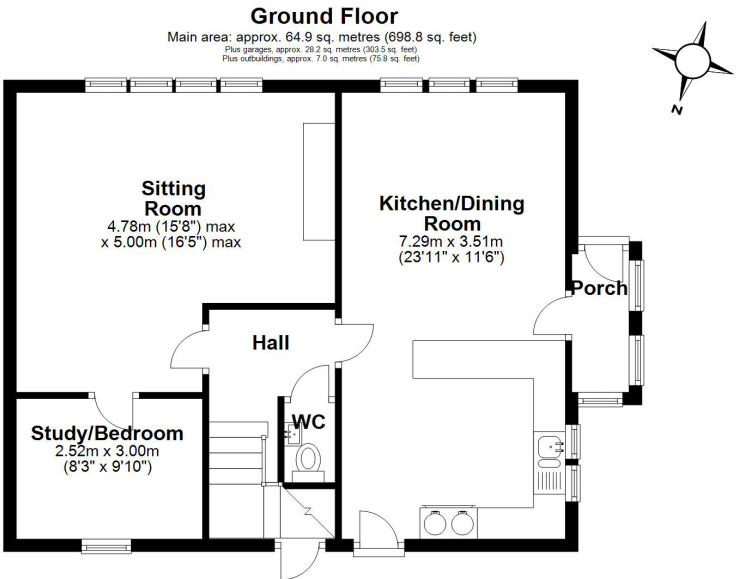 Ground Floor
Main area: approx. 64.9 sq. metres (698.8 sq. feet)
Plus garages, approx. 28.2 sq. metres (303.5 sq. feet)
Plus outbuildings, approx. 7.0 sq. metres (75.8 sq. feet)
N
Sitting
Room
4.78m (15'8") max
x 5.00m (16'5") max
Kitchen/Dining
Room
7.29m x 3.51m
(23'11" x 11'6")
Porch
Hall
WC
Study/Bedroom
2.52m x 3.00m
(8'3" x 9'10")